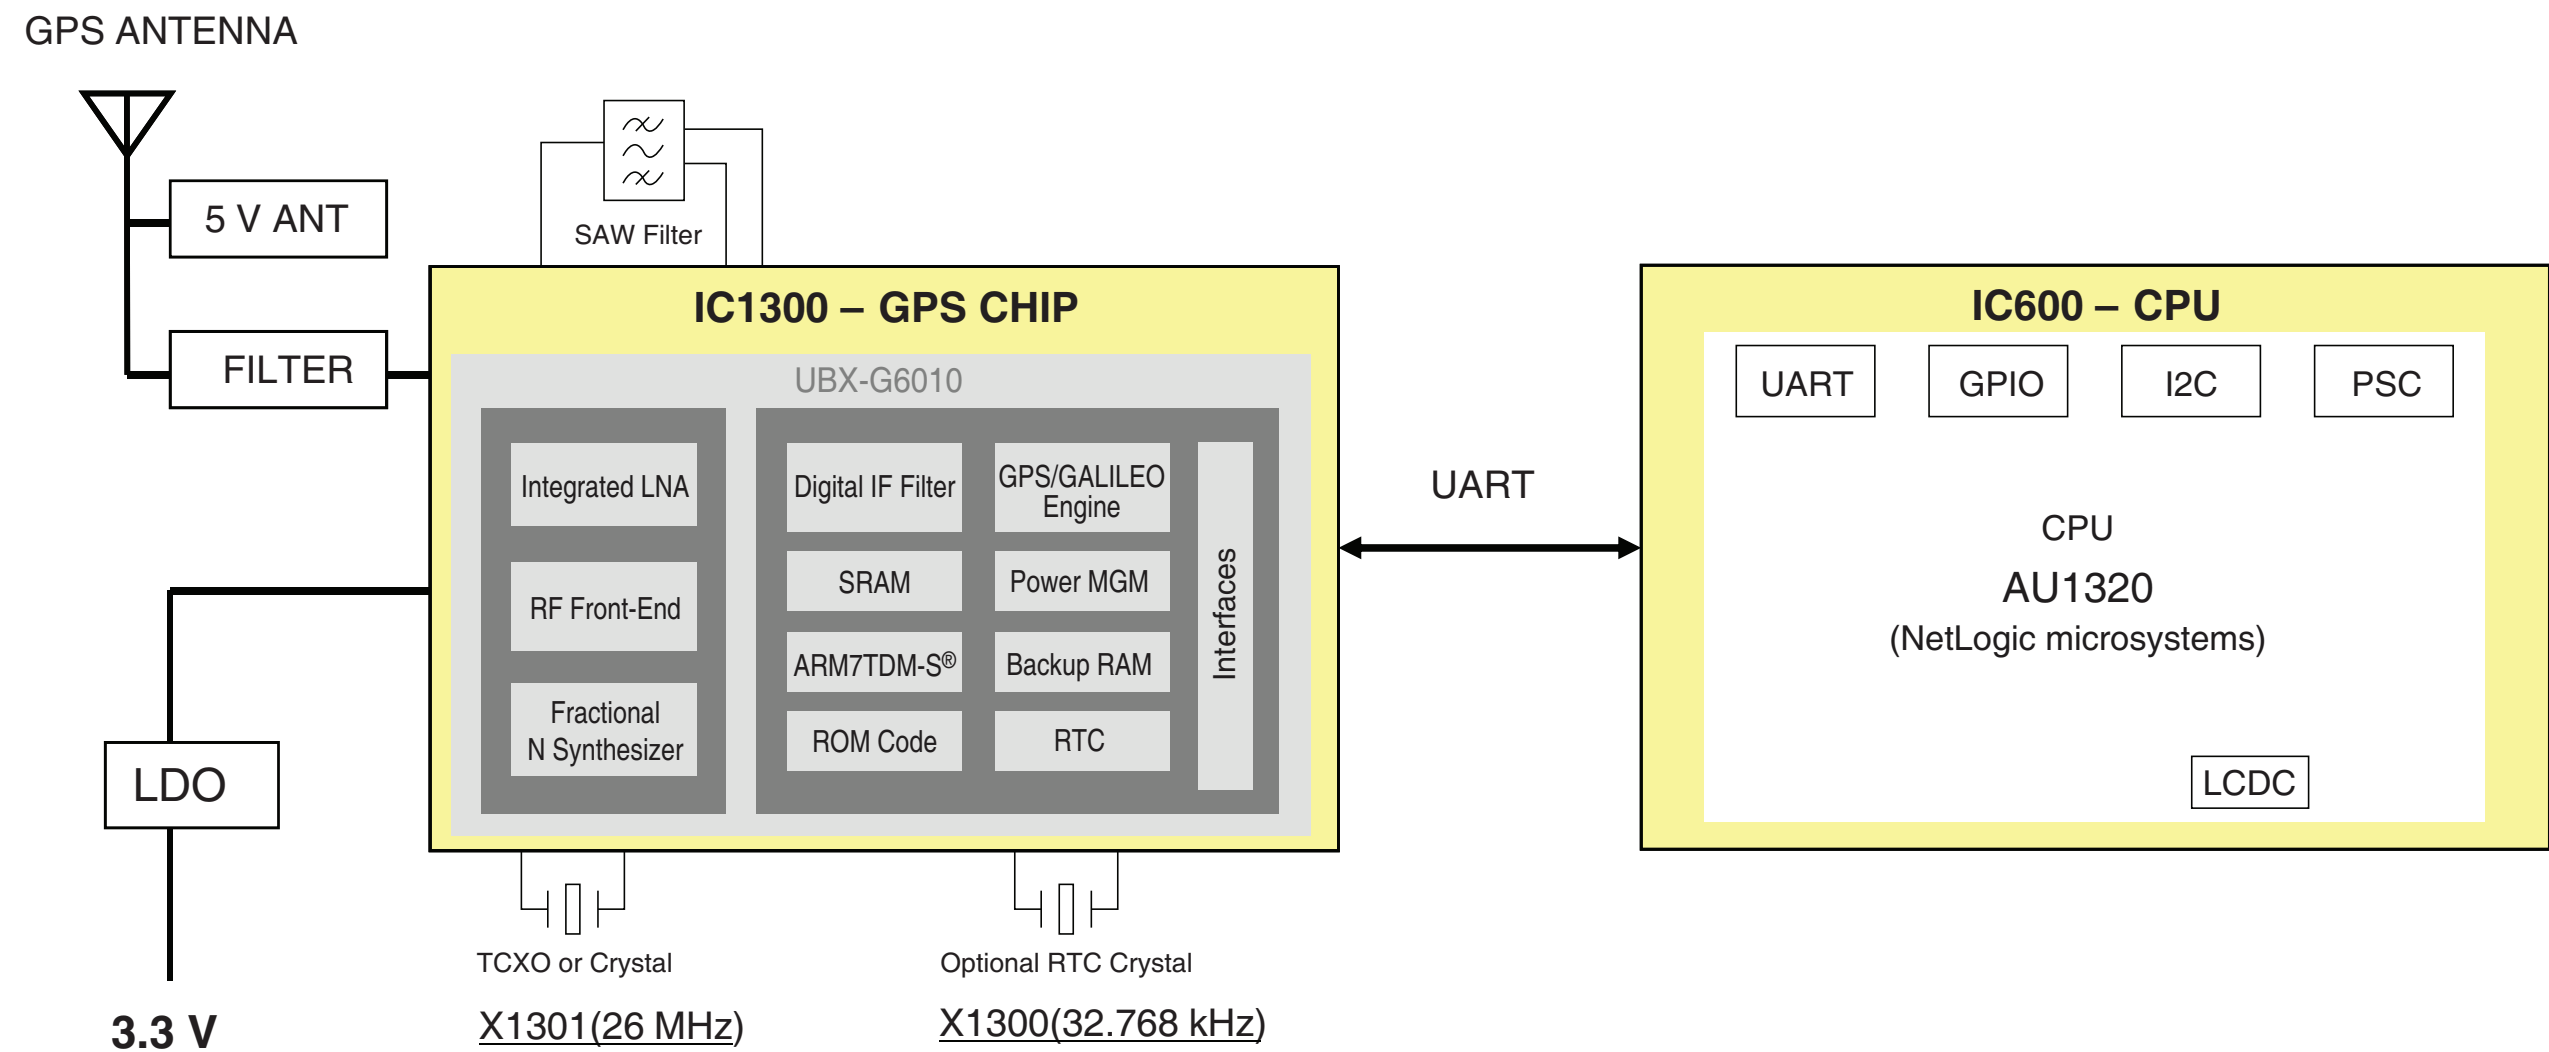 GPS ANTENNA
5 V ANT
SAW Filter
FILTER
IC1300 – GPS CHIP
UBX-G6010
Integrated LNA
RF Front-End
Fractional
N Synthesizer
Digital IF Filter
GPS/GALILEO
Engine
SRAM
Power MGM
ARM7TDM-S®
Backup RAM
ROM Code
RTC
Interfaces
UART
IC600 – CPU
UART
GPIO
I2C
PSC
CPU
AU1320
(NetLogic microsystems)
LCDC
LDO
3.3 V
TCXO or Crystal
X1301(26 MHz)
Optional RTC Crystal
X1300(32.768 kHz)